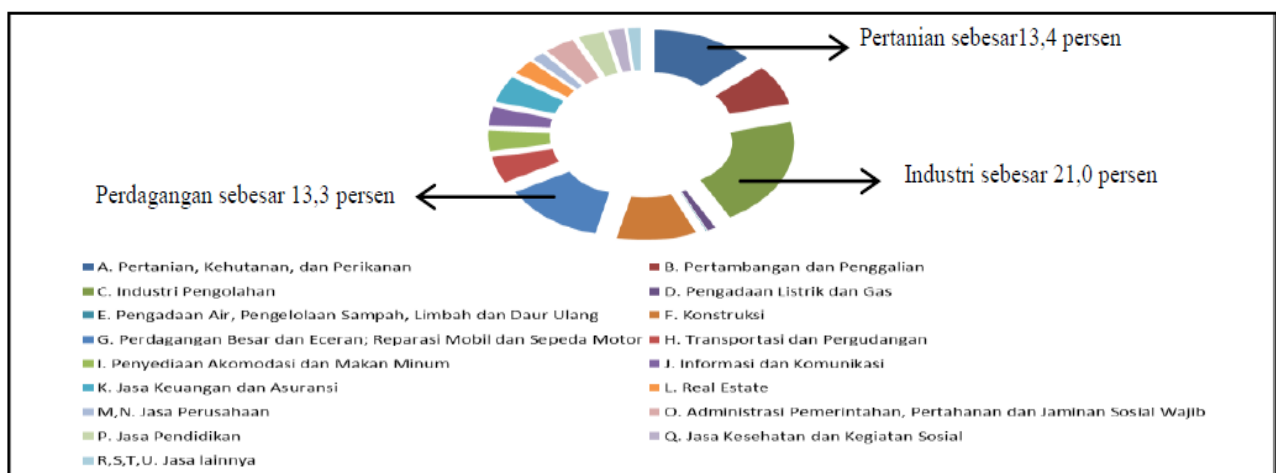 Pertanian sebesar13,4 persen
Industri sebesar 21,0 persen
Perdagangan sebesar 13,3 persen
A. Pertanian, Kehutanan, dan Perikanan
B. Pertambangan dan Penggalian
C. Industri Pengolahan
D. Pengadaan Listrik dan Gas
E. Pengadaan Air, Pengelolaan Sampah, Limbah dan Daur Ulang
F. Konstruksi
G. Perdagangan Besar dan Eceran; Reparasi Mobil dan Sepeda Motor
H. Transportasi dan Pergudangan
I. Penyediaan Akomodasi dan Makan Minum
J. Informasi dan Komunikasi
K. Jasa Keuangan dan Asuransi
L. Real Estate
M,N. Jasa Perusahaan
O. Administrasi Pemerintahan, Pertahanan dan Jaminan Sosial Wajib
P. Jasa Pendidikan
Q. Jasa Kesehatan dan Kegiatan Sosial
R,S,T,U. Jasa lainnya